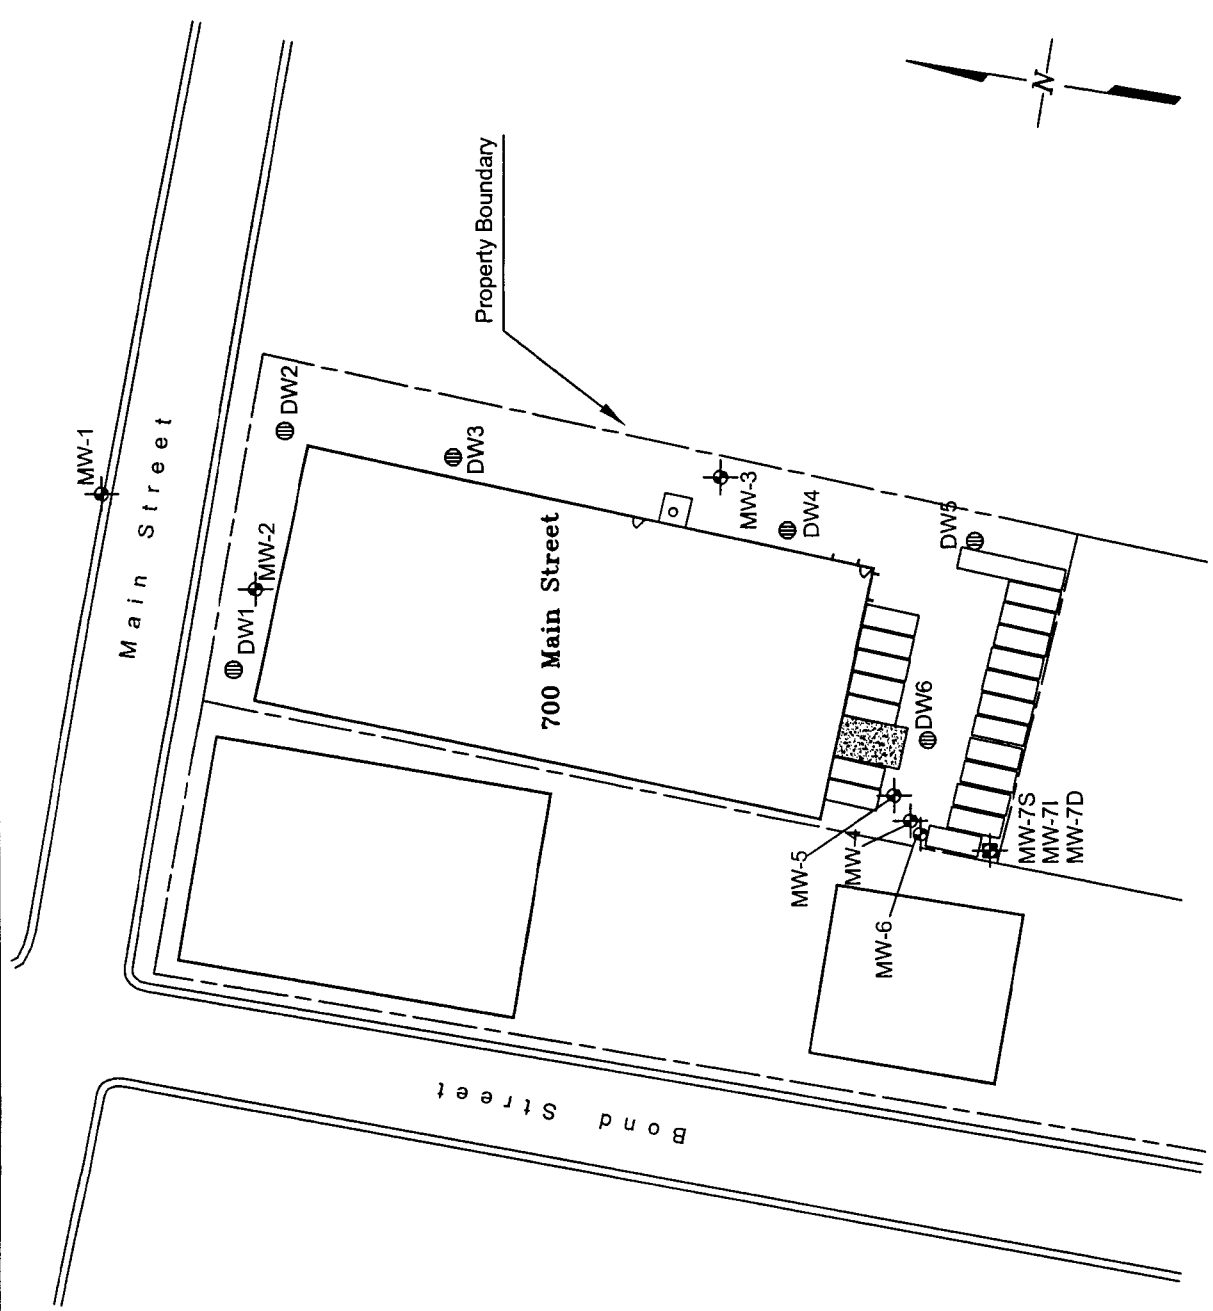 N
Property Boundary
MW-1
Main Street
DW2
MW-2
DW1
DW3
700 Main Street
MW-3
DW4
DW5
DW6
MW-5
MW-4
MW-6
MW-7S
MW-7I
MW-7D
Bond Street